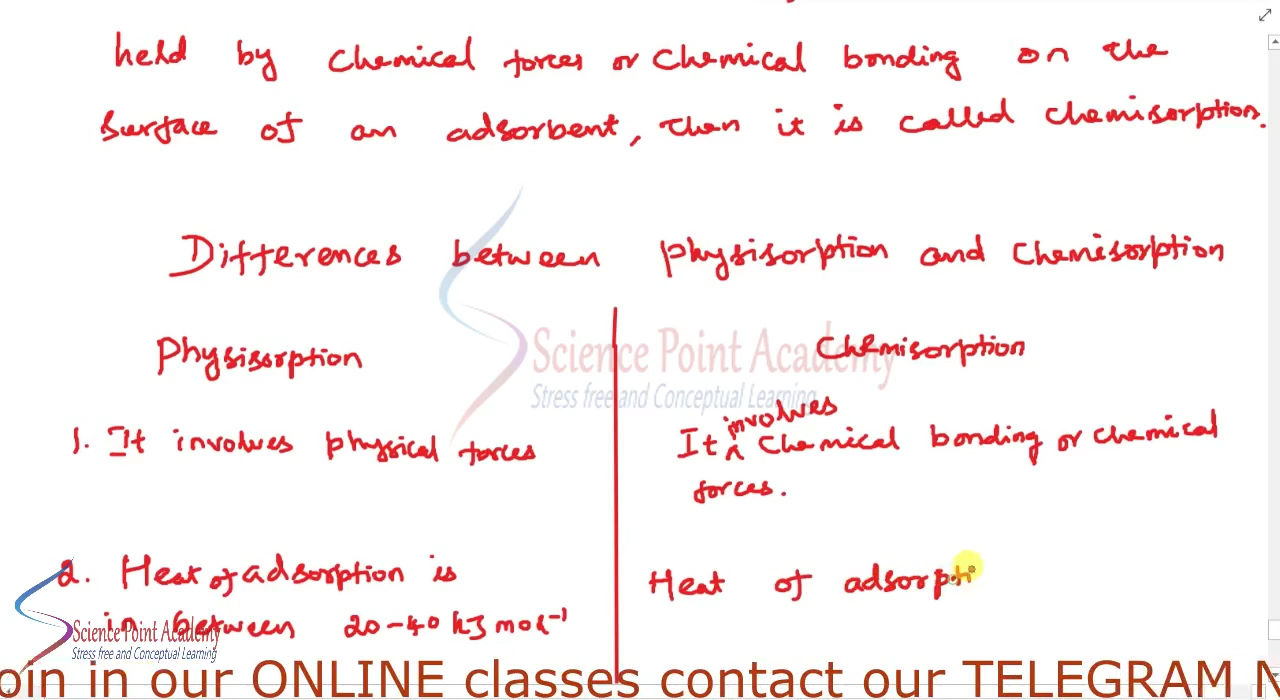 held by chemical forces or chemical bonding on the
surface of an adsorbent, then it is called chemisorption.
Differences between physisorption and chemisorption
Science Point Academy
Stress free and Conceptual Learning
Physisorption
Chemisorption
1. It involves physical forces
It ^ involves chemical bonding or chemical
forces.
2. Heat of adsorption is
in between 20-40 kJ mol⁻¹
Heat of adsorpti
Science Point Academy
Stress free and Conceptual Learning
oin in our ONLINE classes contact our TELEGRAM N